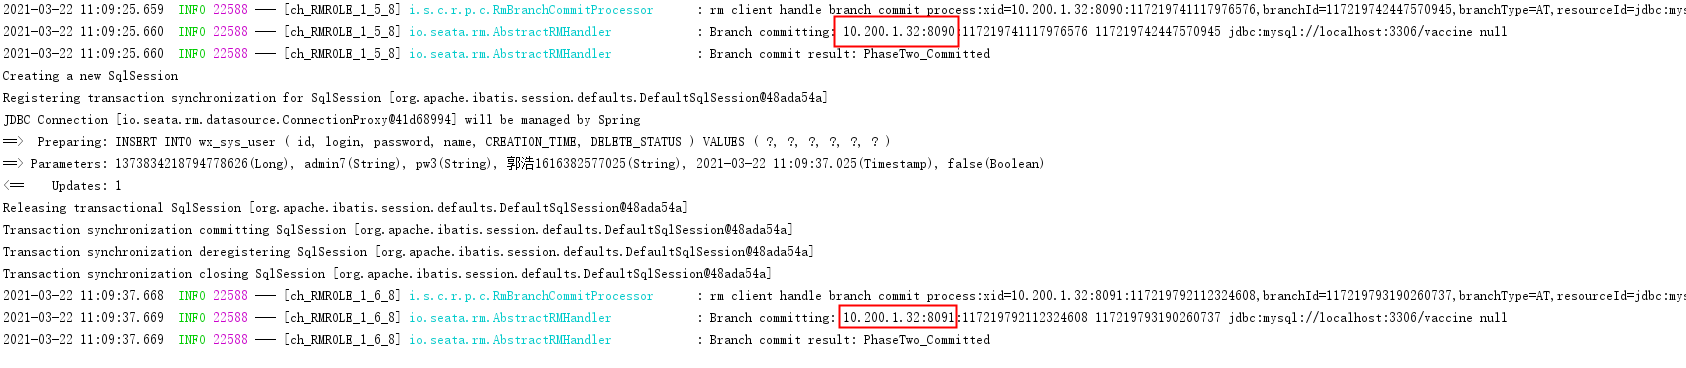 2021-03-22 11:09:25.659  INFO 22588 --- [ch_RMROLE_1_5_8] i.s.c.r.p.c.RmBranchCommitProcessor      : rm client handle branch commit process:xid=10.200.1.32:8090:117219741117976576,branchId=117219742447570945,branchType=AT,resourceId=jdbc:mys
2021-03-22 11:09:25.660  INFO 22588 --- [ch_RMROLE_1_5_8] io.seata.rm.AbstractRMHandler            : Branch committing: 10.200.1.32:8090:117219741117976576 117219742447570945 jdbc:mysql://localhost:3306/vaccine null
2021-03-22 11:09:25.660  INFO 22588 --- [ch_RMROLE_1_5_8] io.seata.rm.AbstractRMHandler            : Branch commit result: PhaseTwo_Committed
Creating a new SqlSession
Registering transaction synchronization for SqlSession [org.apache.ibatis.session.defaults.DefaultSqlSession@48ada54a]
JDBC Connection [io.seata.rm.datasource.ConnectionProxy@41d68994] will be managed by Spring
==>  Preparing: INSERT INTO wx_sys_user ( id, login, password, name, CREATION_TIME, DELETE_STATUS ) VALUES ( ?, ?, ?, ?, ?, ? )
==> Parameters: 1373834218794778626(Long), admin7(String), pw3(String), 郭浩1616382577025(String), 2021-03-22 11:09:37.025(Timestamp), false(Boolean)
<==    Updates: 1
Releasing transactional SqlSession [org.apache.ibatis.session.defaults.DefaultSqlSession@48ada54a]
Transaction synchronization committing SqlSession [org.apache.ibatis.session.defaults.DefaultSqlSession@48ada54a]
Transaction synchronization deregistering SqlSession [org.apache.ibatis.session.defaults.DefaultSqlSession@48ada54a]
Transaction synchronization closing SqlSession [org.apache.ibatis.session.defaults.DefaultSqlSession@48ada54a]
2021-03-22 11:09:37.668  INFO 22588 --- [ch_RMROLE_1_6_8] i.s.c.r.p.c.RmBranchCommitProcessor      : rm client handle branch commit process:xid=10.200.1.32:8091:117219792112324608,branchId=117219793190260737,branchType=AT,resourceId=jdbc:mys
2021-03-22 11:09:37.669  INFO 22588 --- [ch_RMROLE_1_6_8] io.seata.rm.AbstractRMHandler            : Branch committing: 10.200.1.32:8091:117219792112324608 117219793190260737 jdbc:mysql://localhost:3306/vaccine null
2021-03-22 11:09:37.669  INFO 22588 --- [ch_RMROLE_1_6_8] io.seata.rm.AbstractRMHandler            : Branch commit result: PhaseTwo_Committed